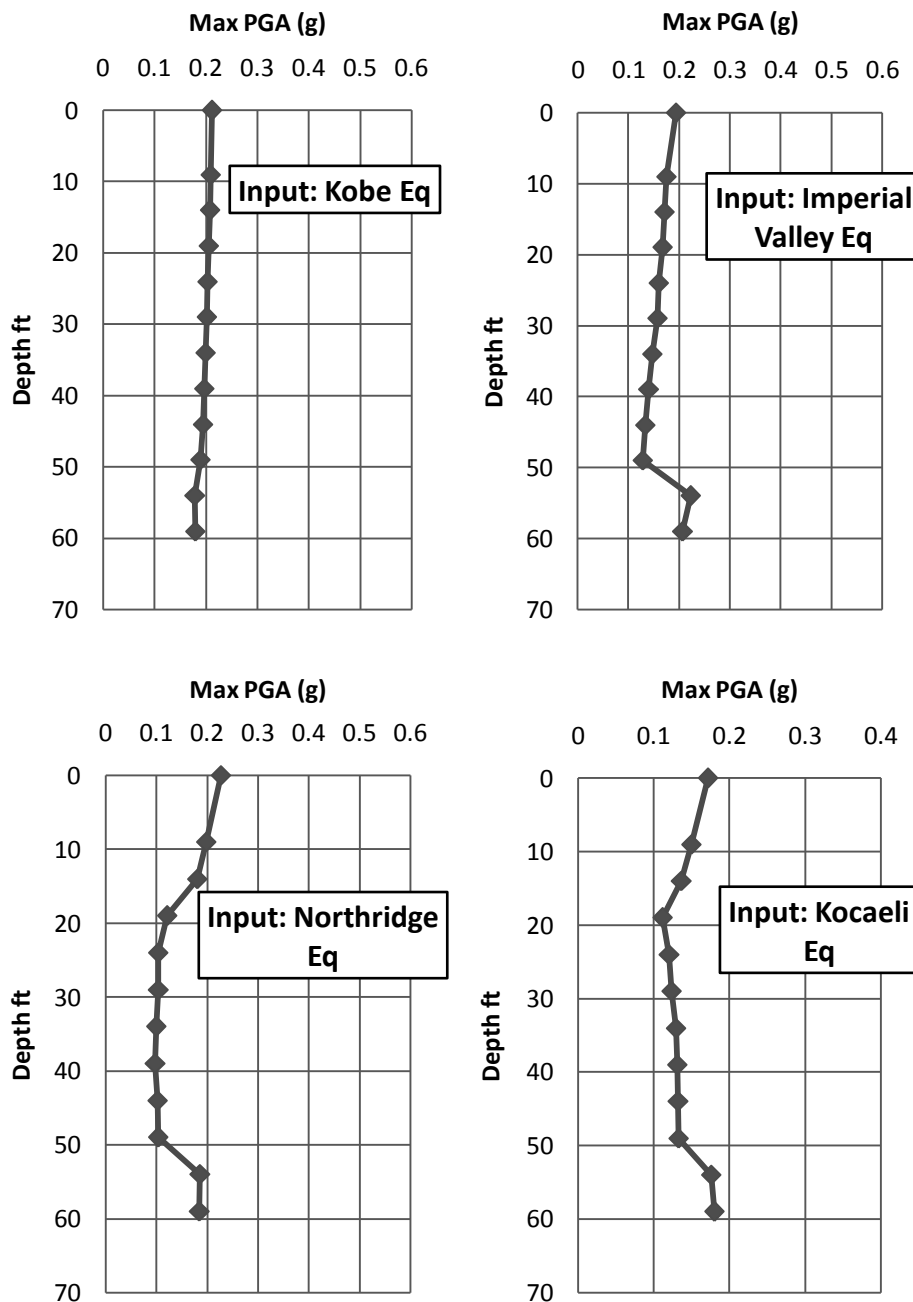 Max PGA (g)
0 0.1 0.2 0.3 0.4 0.5 0.6
0
10
20
30
40
50
60
70
Depth ft
Input: Kobe Eq
Max PGA (g)
0 0.1 0.2 0.3 0.4 0.5 0.6
0
10
20
30
40
50
60
70
Depth ft
Input: Imperial
Valley Eq
Max PGA (g)
0 0.1 0.2 0.3 0.4 0.5 0.6
0
10
20
30
40
50
60
70
Depth ft
Input: Northridge
Eq
Max PGA (g)
0 0.1 0.2 0.3 0.4
0
10
20
30
40
50
60
70
Depth ft
Input: Kocaeli
Eq